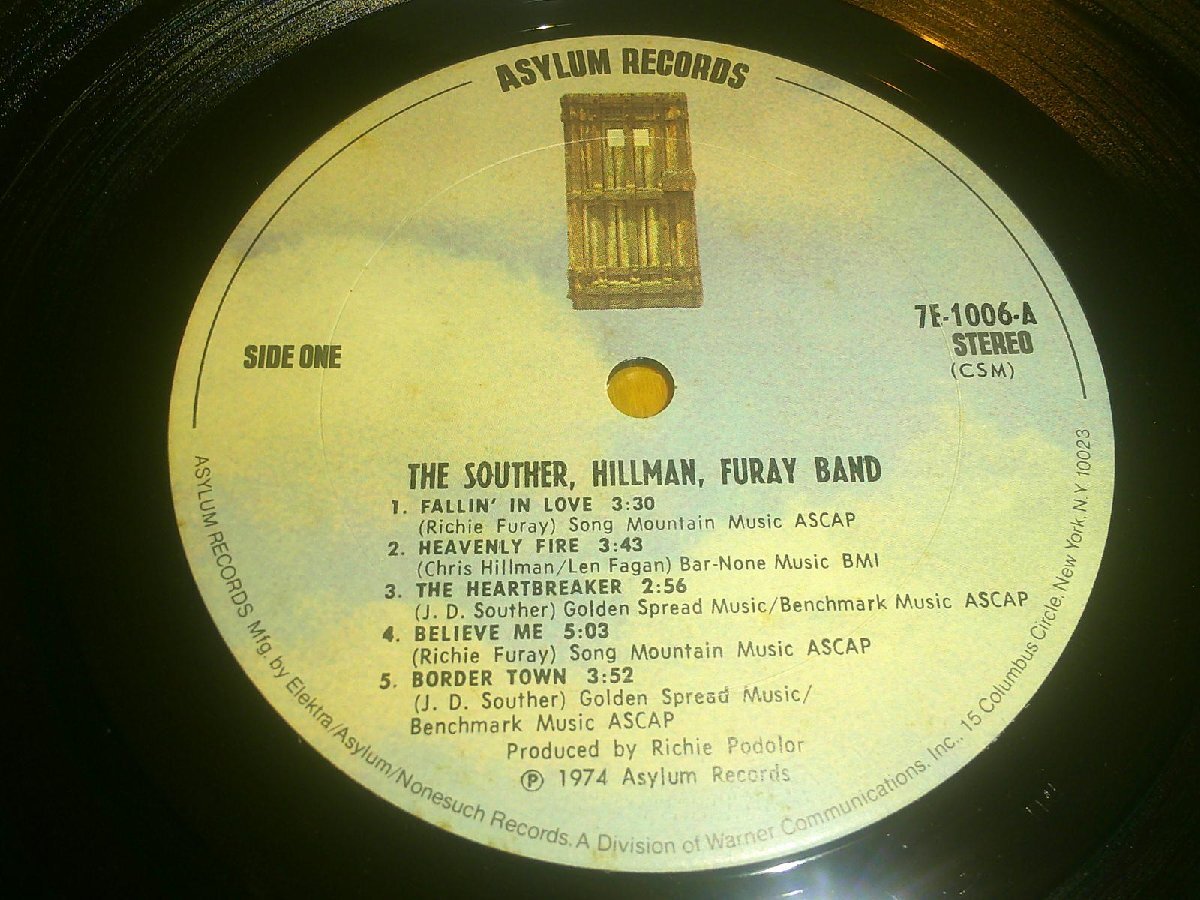 ASYLUM RECORDS
7E-1006-A
STEREO
(CSM)
SIDE ONE
THE SOUTHER, HILLMAN, FURAY BAND
1. FALLIN' IN LOVE 3:30
(Richie Furay) Song Mountain Music ASCAP
2. HEAVENLY FIRE 3:43
(Chris Hillman/Len Fagan) Bar-None Music BMI
3. THE HEARTBREAKER 2:56
(J. D. Souther) Golden Spread Music/Benchmark Music ASCAP
4. BELIEVE ME 5:03
(Richie Furay) Song Mountain Music ASCAP
5. BORDER TOWN 3:52
(J. D. Souther) Golden Spread Music/
Benchmark Music ASCAP
Produced by Richie Podolor
℗ 1974 Asylum Records
ASYLUM RECORDS Mfg. by Elektra/Asylum/Nonesuch Records. A Division of Warner Communications. Inc., 15 Columbus Circle, New York N.Y. 10023